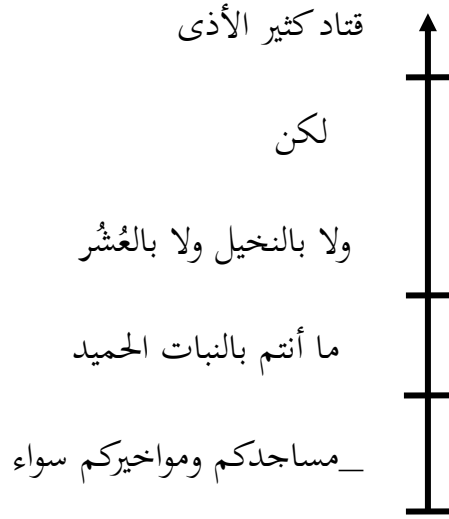 قتاد كثير الأذى
لكن
ولا بالنخيل ولا بالعُشُر
ما أنتم بالنبات الحميد
_مساجدكم ومواخيركم سواء